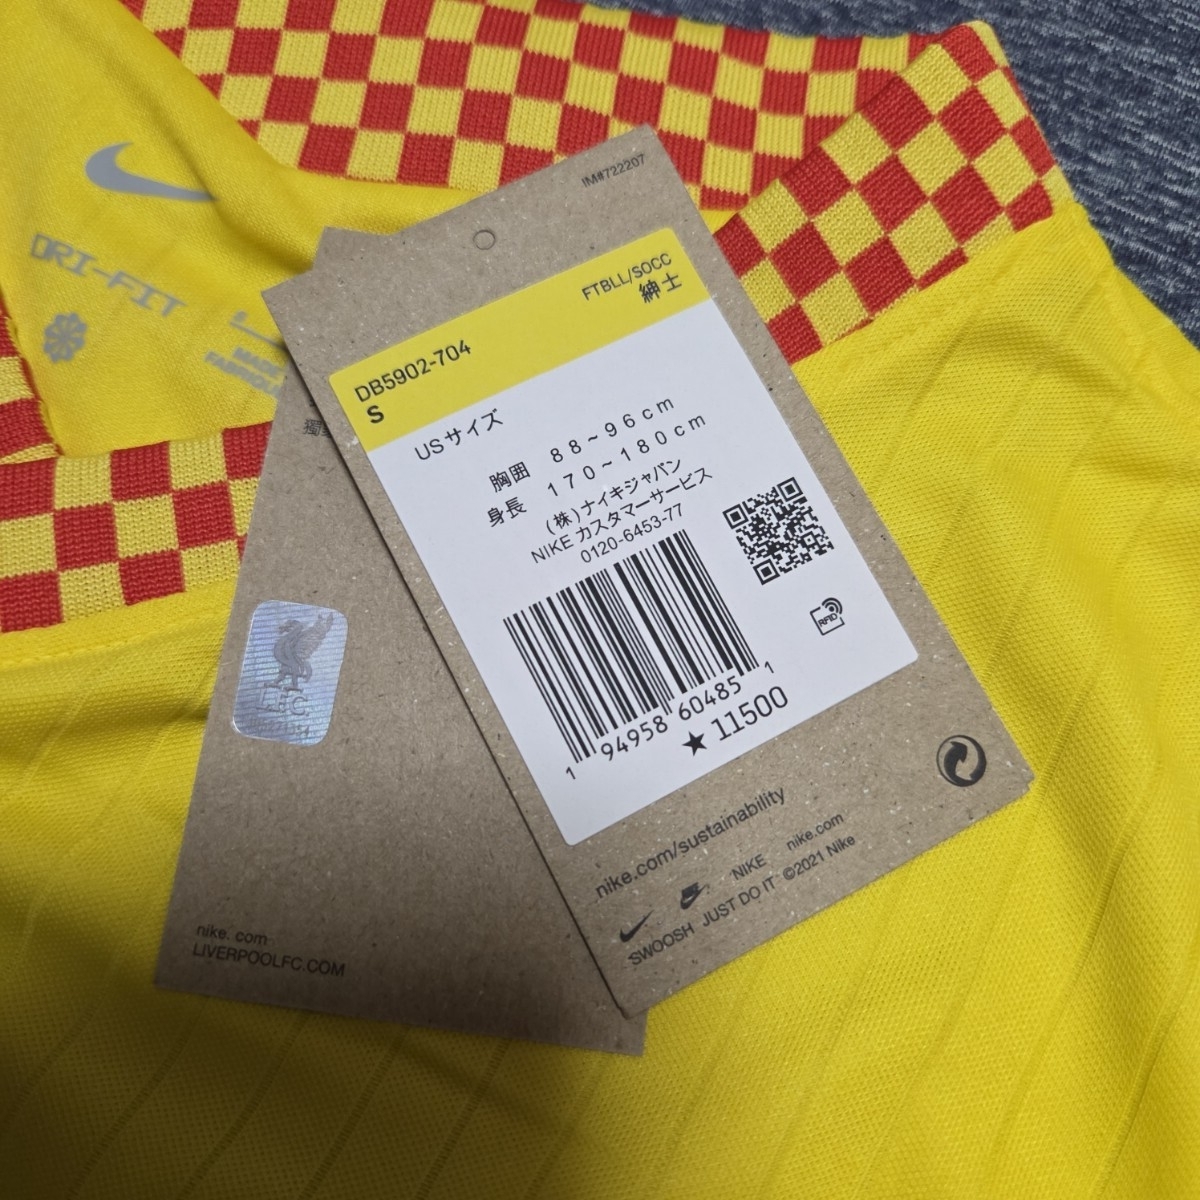 DRI-FIT
IM#722207
FTBLL/SOCC
紳士
DB5902-704
S
USサイズ
胸囲 88~96cm
身長 170~180cm
(株)ナイキジャパン
NIKE カスタマーサービス
0120-6453-77
RFID
1 94958 60485 1
★ 11500
nike.com/sustainability
NIKE nike.com
SWOOSH JUST DO IT ©2021 Nike
L.F.C.
nike. com
LIVERPOOLFC.COM